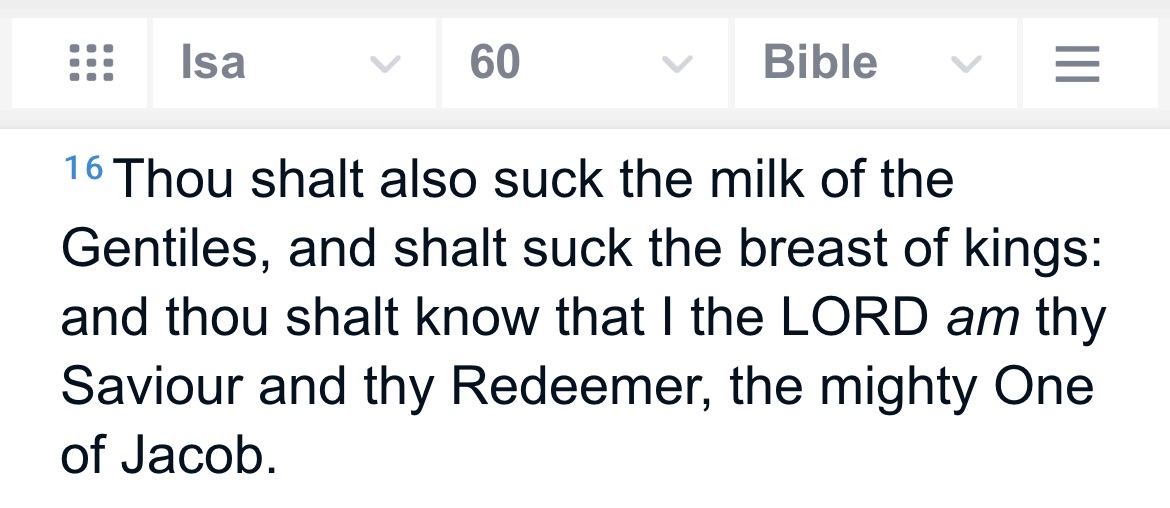 Isa 60 Bible
16 Thou shalt also suck the milk of the
Gentiles, and shalt suck the breast of kings:
and thou shalt know that I the LORD am thy
Saviour and thy Redeemer, the mighty One
of Jacob.